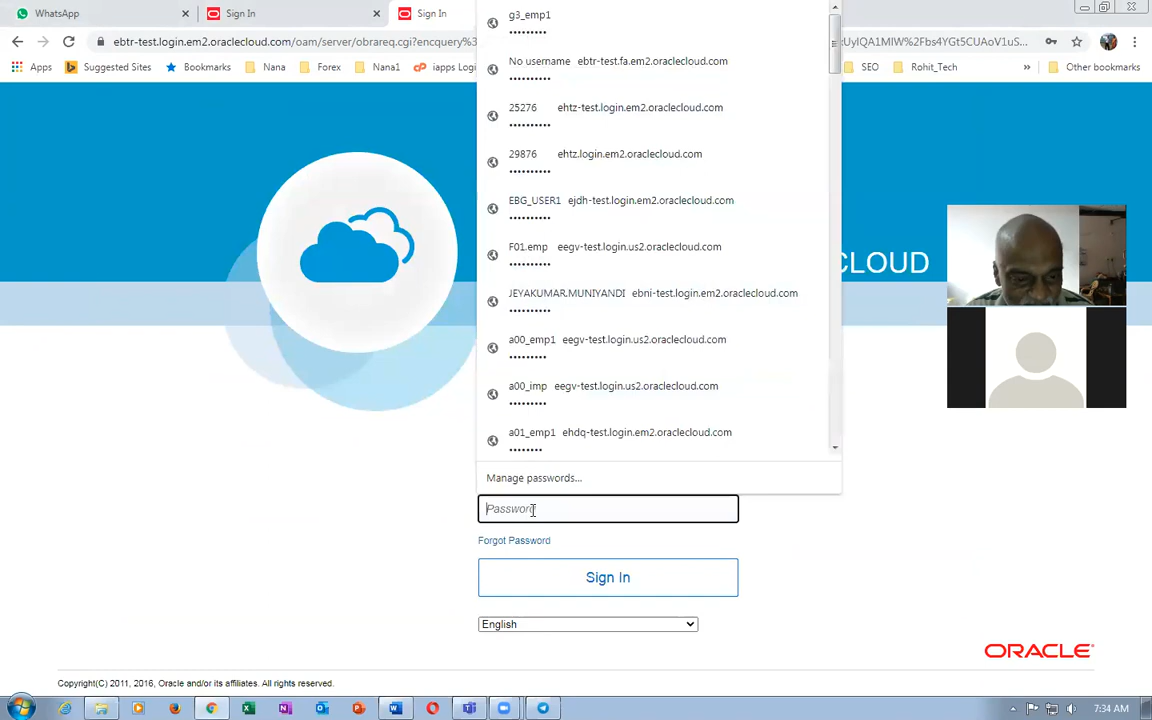 WhatsApp
Sign In
Sign In
ebtr-test.login.em2.oraclecloud.com/oam/server/obrareq.cgi?encquery%3
UyIQA1MIW%2Fbs4YGt5CUAoV1uS...
Apps
Suggested Sites
Bookmarks
Nana
Forex
Nana1
iapps Logi
SEO
Rohit_Tech
»
Other bookmarks
g3_emp1
•••••••••
No username ebtr-test.fa.em2.oraclecloud.com
••••••••••
25276 ehtz-test.login.em2.oraclecloud.com
••••••••••
29876 ehtz.login.em2.oraclecloud.com
••••••••••
EBG_USER1 ejdh-test.login.em2.oraclecloud.com
•••••••••
F01.emp eegv-test.login.us2.oraclecloud.com
•••••••••
JEYAKUMAR.MUNIYANDI ebni-test.login.em2.oraclecloud.com
•••••••••
a00_emp1 eegv-test.login.us2.oraclecloud.com
•••••••••
a00_imp eegv-test.login.us2.oraclecloud.com
•••••••••
a01_emp1 ehdq-test.login.em2.oraclecloud.com
••••••••
Manage passwords...
CLOUD
Password
Forgot Password
Sign In
English
ORACLE
Copyright(C) 2011, 2016, Oracle and/or its affiliates. All rights reserved.
7:34 AM